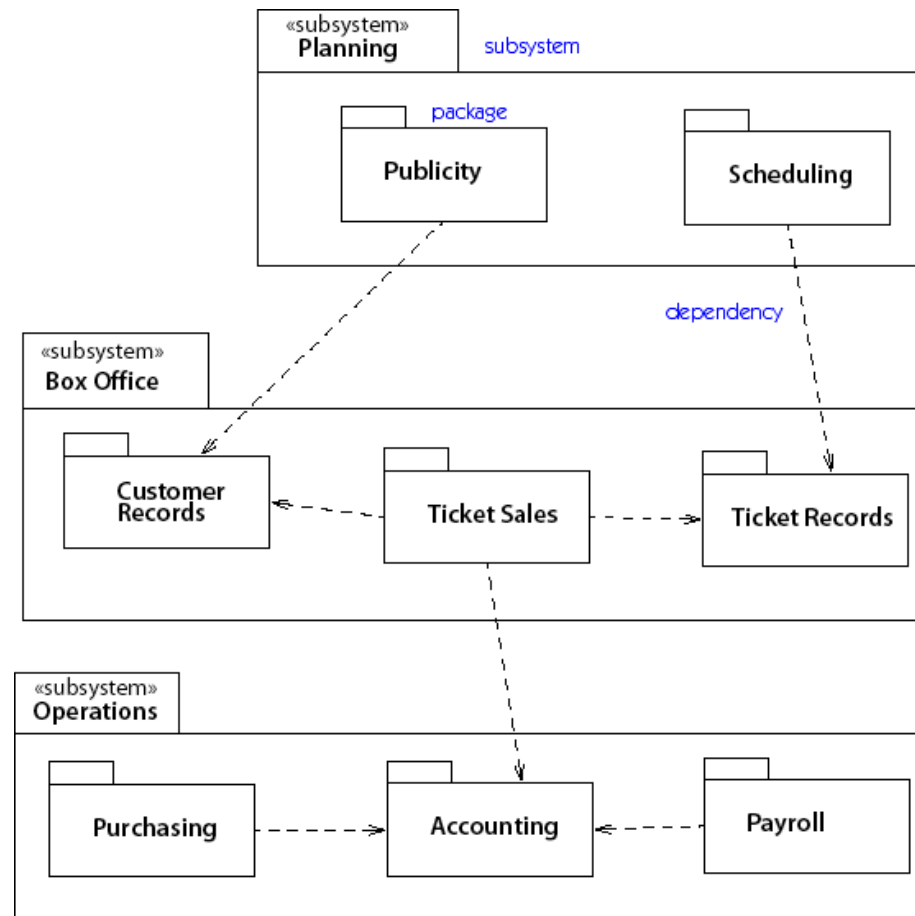 «subsystem»
Planning
subsystem
package
Publicity
Scheduling
dependency
«subsystem»
Box Office
Customer
Records
Ticket Sales
Ticket Records
«subsystem»
Operations
Purchasing
Accounting
Payroll